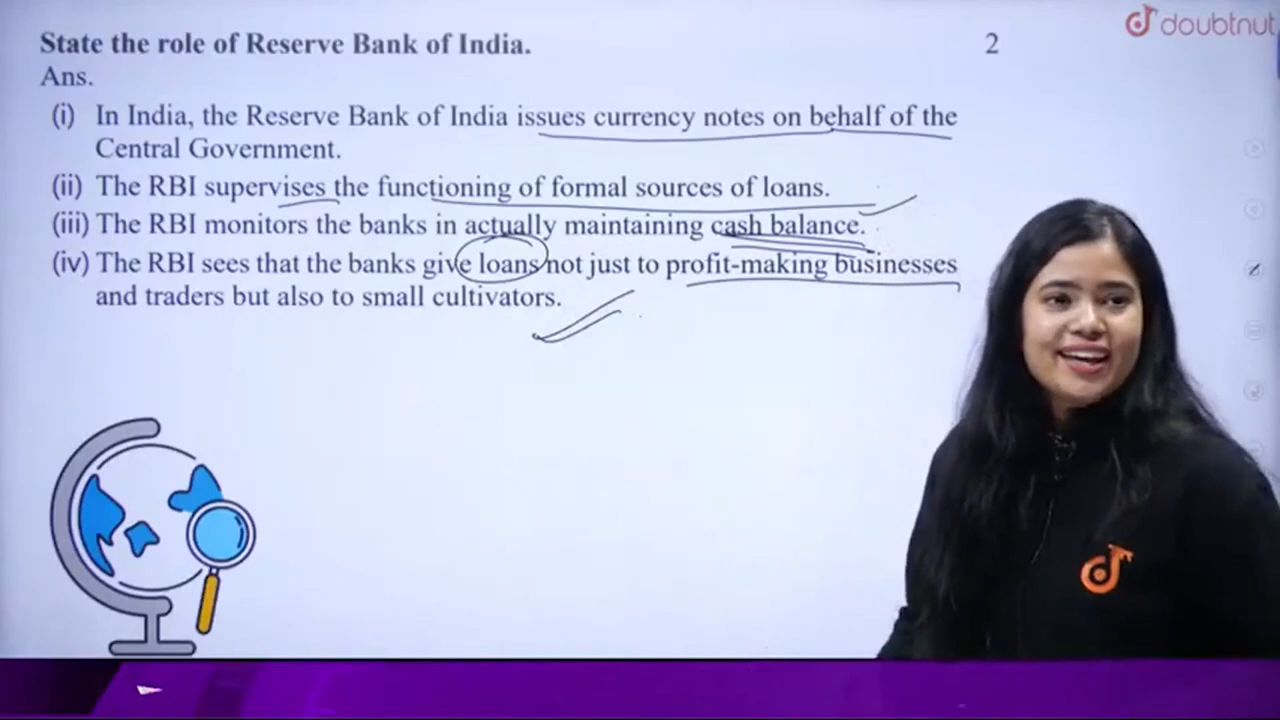 State the role of Reserve Bank of India. 2
doubtnut
Ans.
(i) In India, the Reserve Bank of India issues currency notes on behalf of the
Central Government.
(ii) The RBI supervises the functioning of formal sources of loans.
(iii) The RBI monitors the banks in actually maintaining cash balance.
(iv) The RBI sees that the banks give loans not just to profit-making businesses
and traders but also to small cultivators.